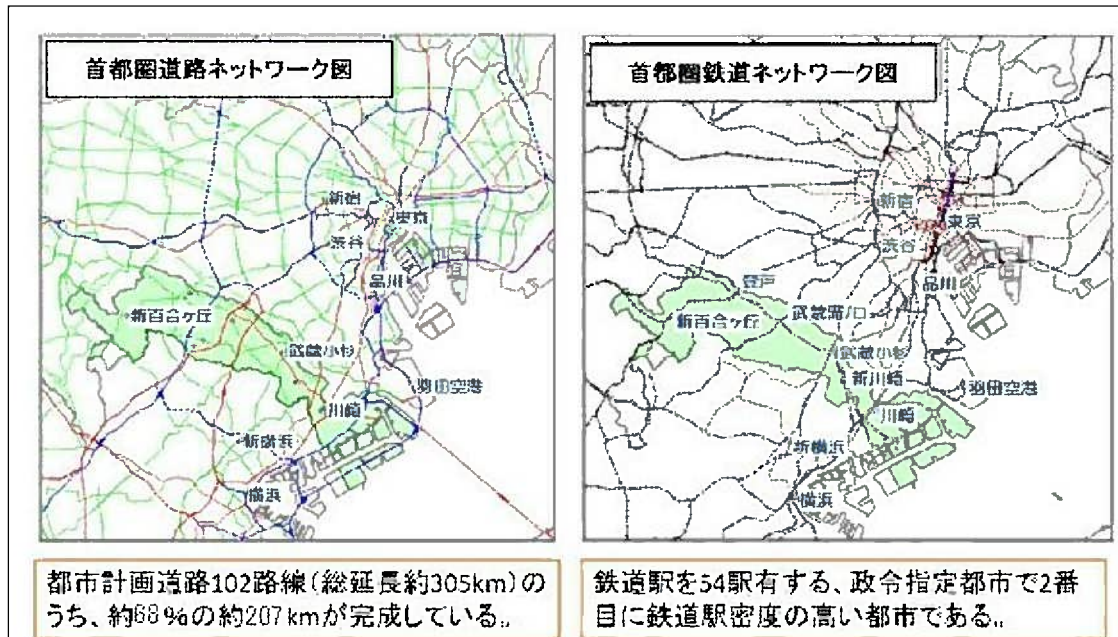 首都圏道路ネットワーク図
新宿
東京
渋谷
品川
新百合ヶ丘
武蔵小杉
羽田空港
川崎
新横浜
横浜
都市計画道路102路線(総延長約305km)の
うち、約68%の約207kmが完成している。
首都圏鉄道ネットワーク図
新宿
東京
渋谷
品川
登戸
新百合ヶ丘
武蔵溝ノ口
武蔵小杉
新川崎
羽田空港
川崎
新横浜
横浜
鉄道駅を54駅有する、政令指定都市で2番
目に鉄道駅密度の高い都市である。